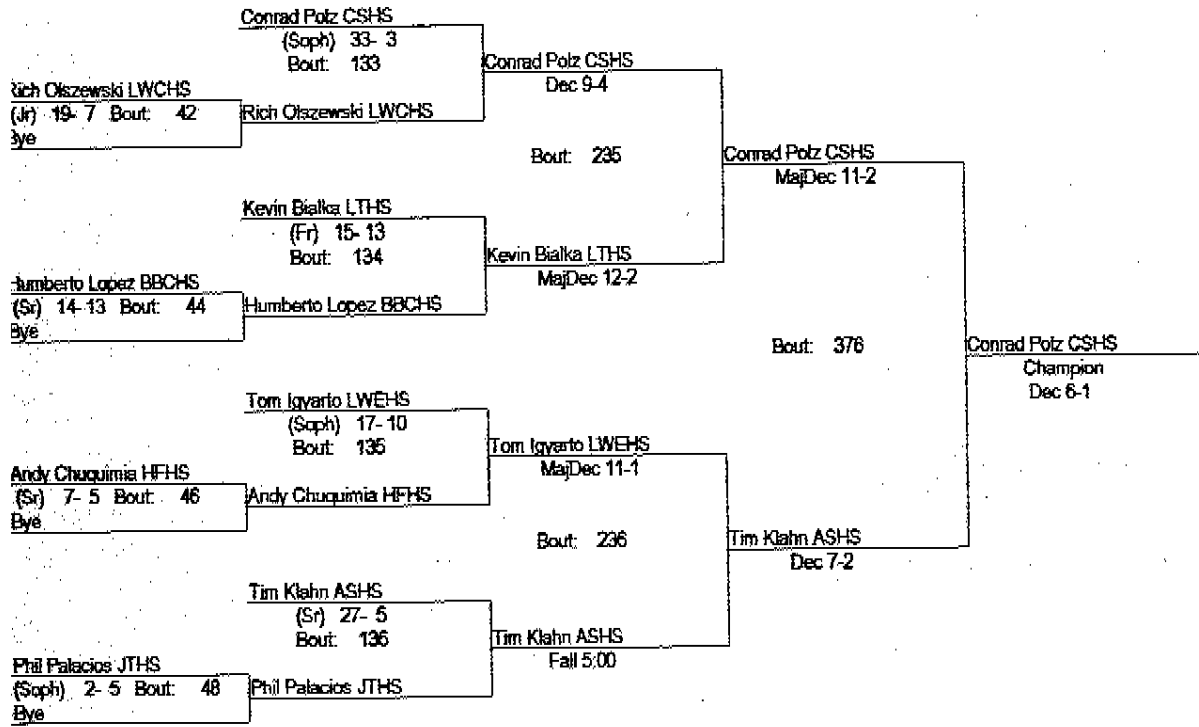 Conrad Polz CSHS
(Soph) 33- 3
Bout: 133
Conrad Polz CSHS
Dec 9-4
Rich Olszewski LWCHS
(Jr) 19- 7 Bout: 42
Bye
Rich Olszewski LWCHS
Bout: 235
Conrad Polz CSHS
MajDec 11-2
Kevin Bialka LTHS
(Fr) 15- 13
Bout: 134
Kevin Bialka LTHS
MajDec 12-2
Humberto Lopez BBCHS
(Sr) 14- 13 Bout: 44
Bye
Humberto Lopez BBCHS
Bout: 376
Conrad Polz CSHS
Champion
Dec 6-1
Tom Igyarto LWEHS
(Soph) 17- 10
Bout: 135
Tom Igyarto LWEHS
MajDec 11-1
Andy Chuquimia HFHS
(Sr) 7- 5 Bout: 46
Bye
Andy Chuquimia HFHS
Bout: 236
Tim Klahn ASHS
Dec 7-2
Tim Klahn ASHS
(Sr) 27- 5
Bout: 136
Tim Klahn ASHS
Fall 5:00
Phil Palacios JTHS
(Soph) 2- 5 Bout: 48
Bye
Phil Palacios JTHS